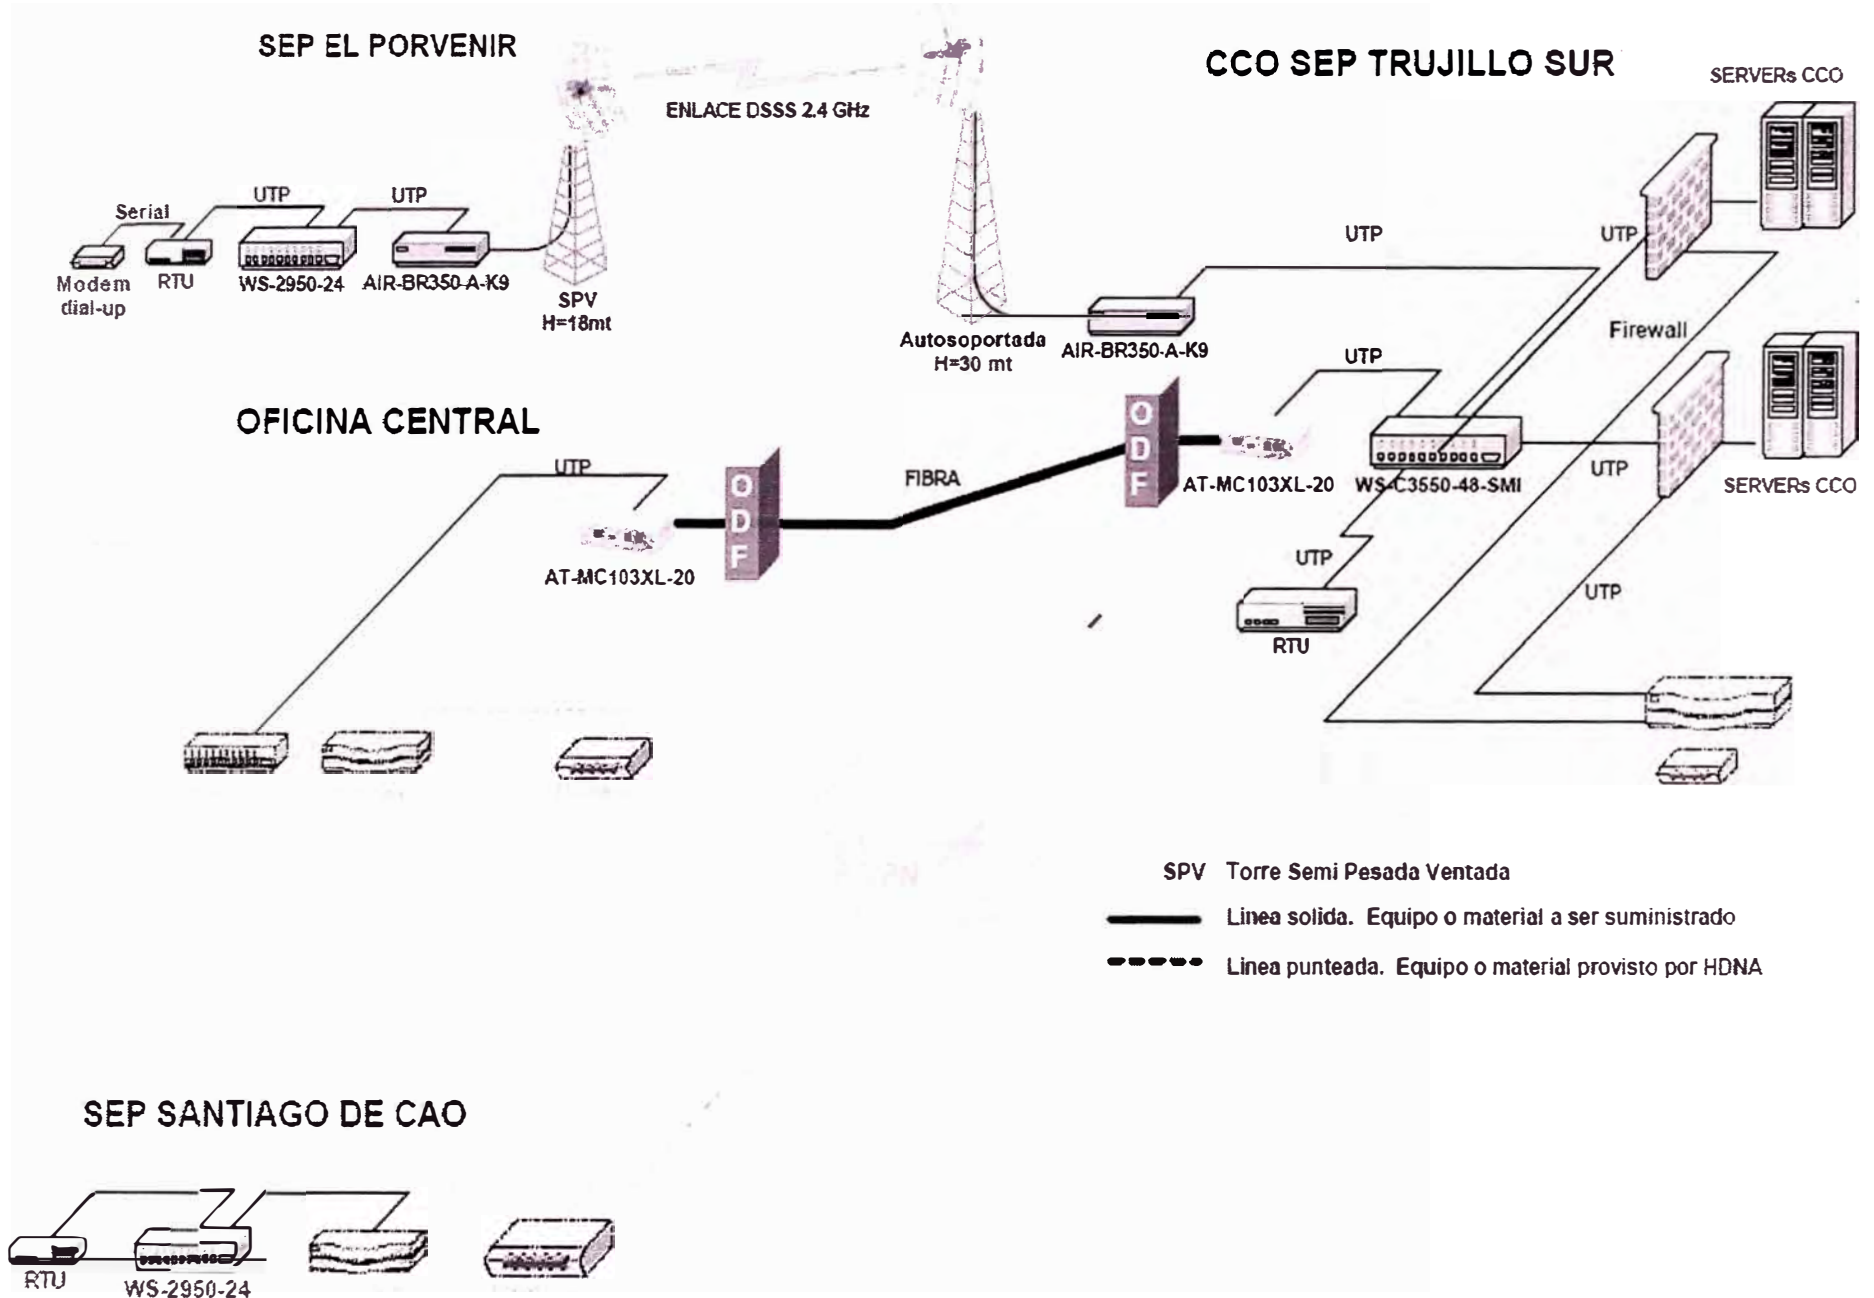 SEP EL PORVENIR
CCO SEP TRUJILLO SUR
SERVERs CCO
ENLACE DSSS 2.4 GHz
UTP
UTP
Serial
Modem
dial-up
RTU
WS-2950-24
AIR-BR350-A-K9
SPV
H=18mt
UTP
UTP
Autosoportada
H=30 mt
AIR-BR350-A-K9
Firewall
UTP
OFICINA CENTRAL
UTP
ODF
FIBRA
ODF
AT-MC103XL-20
WS-C3550-48-SMI
UTP
SERVERs CCO
AT-MC103XL-20
UTP
UTP
RTU
SPV Torre Semi Pesada Ventada
Linea solida. Equipo o material a ser suministrado
Linea punteada. Equipo o material provisto por HDNA
SEP SANTIAGO DE CAO
RTU
WS-2950-24